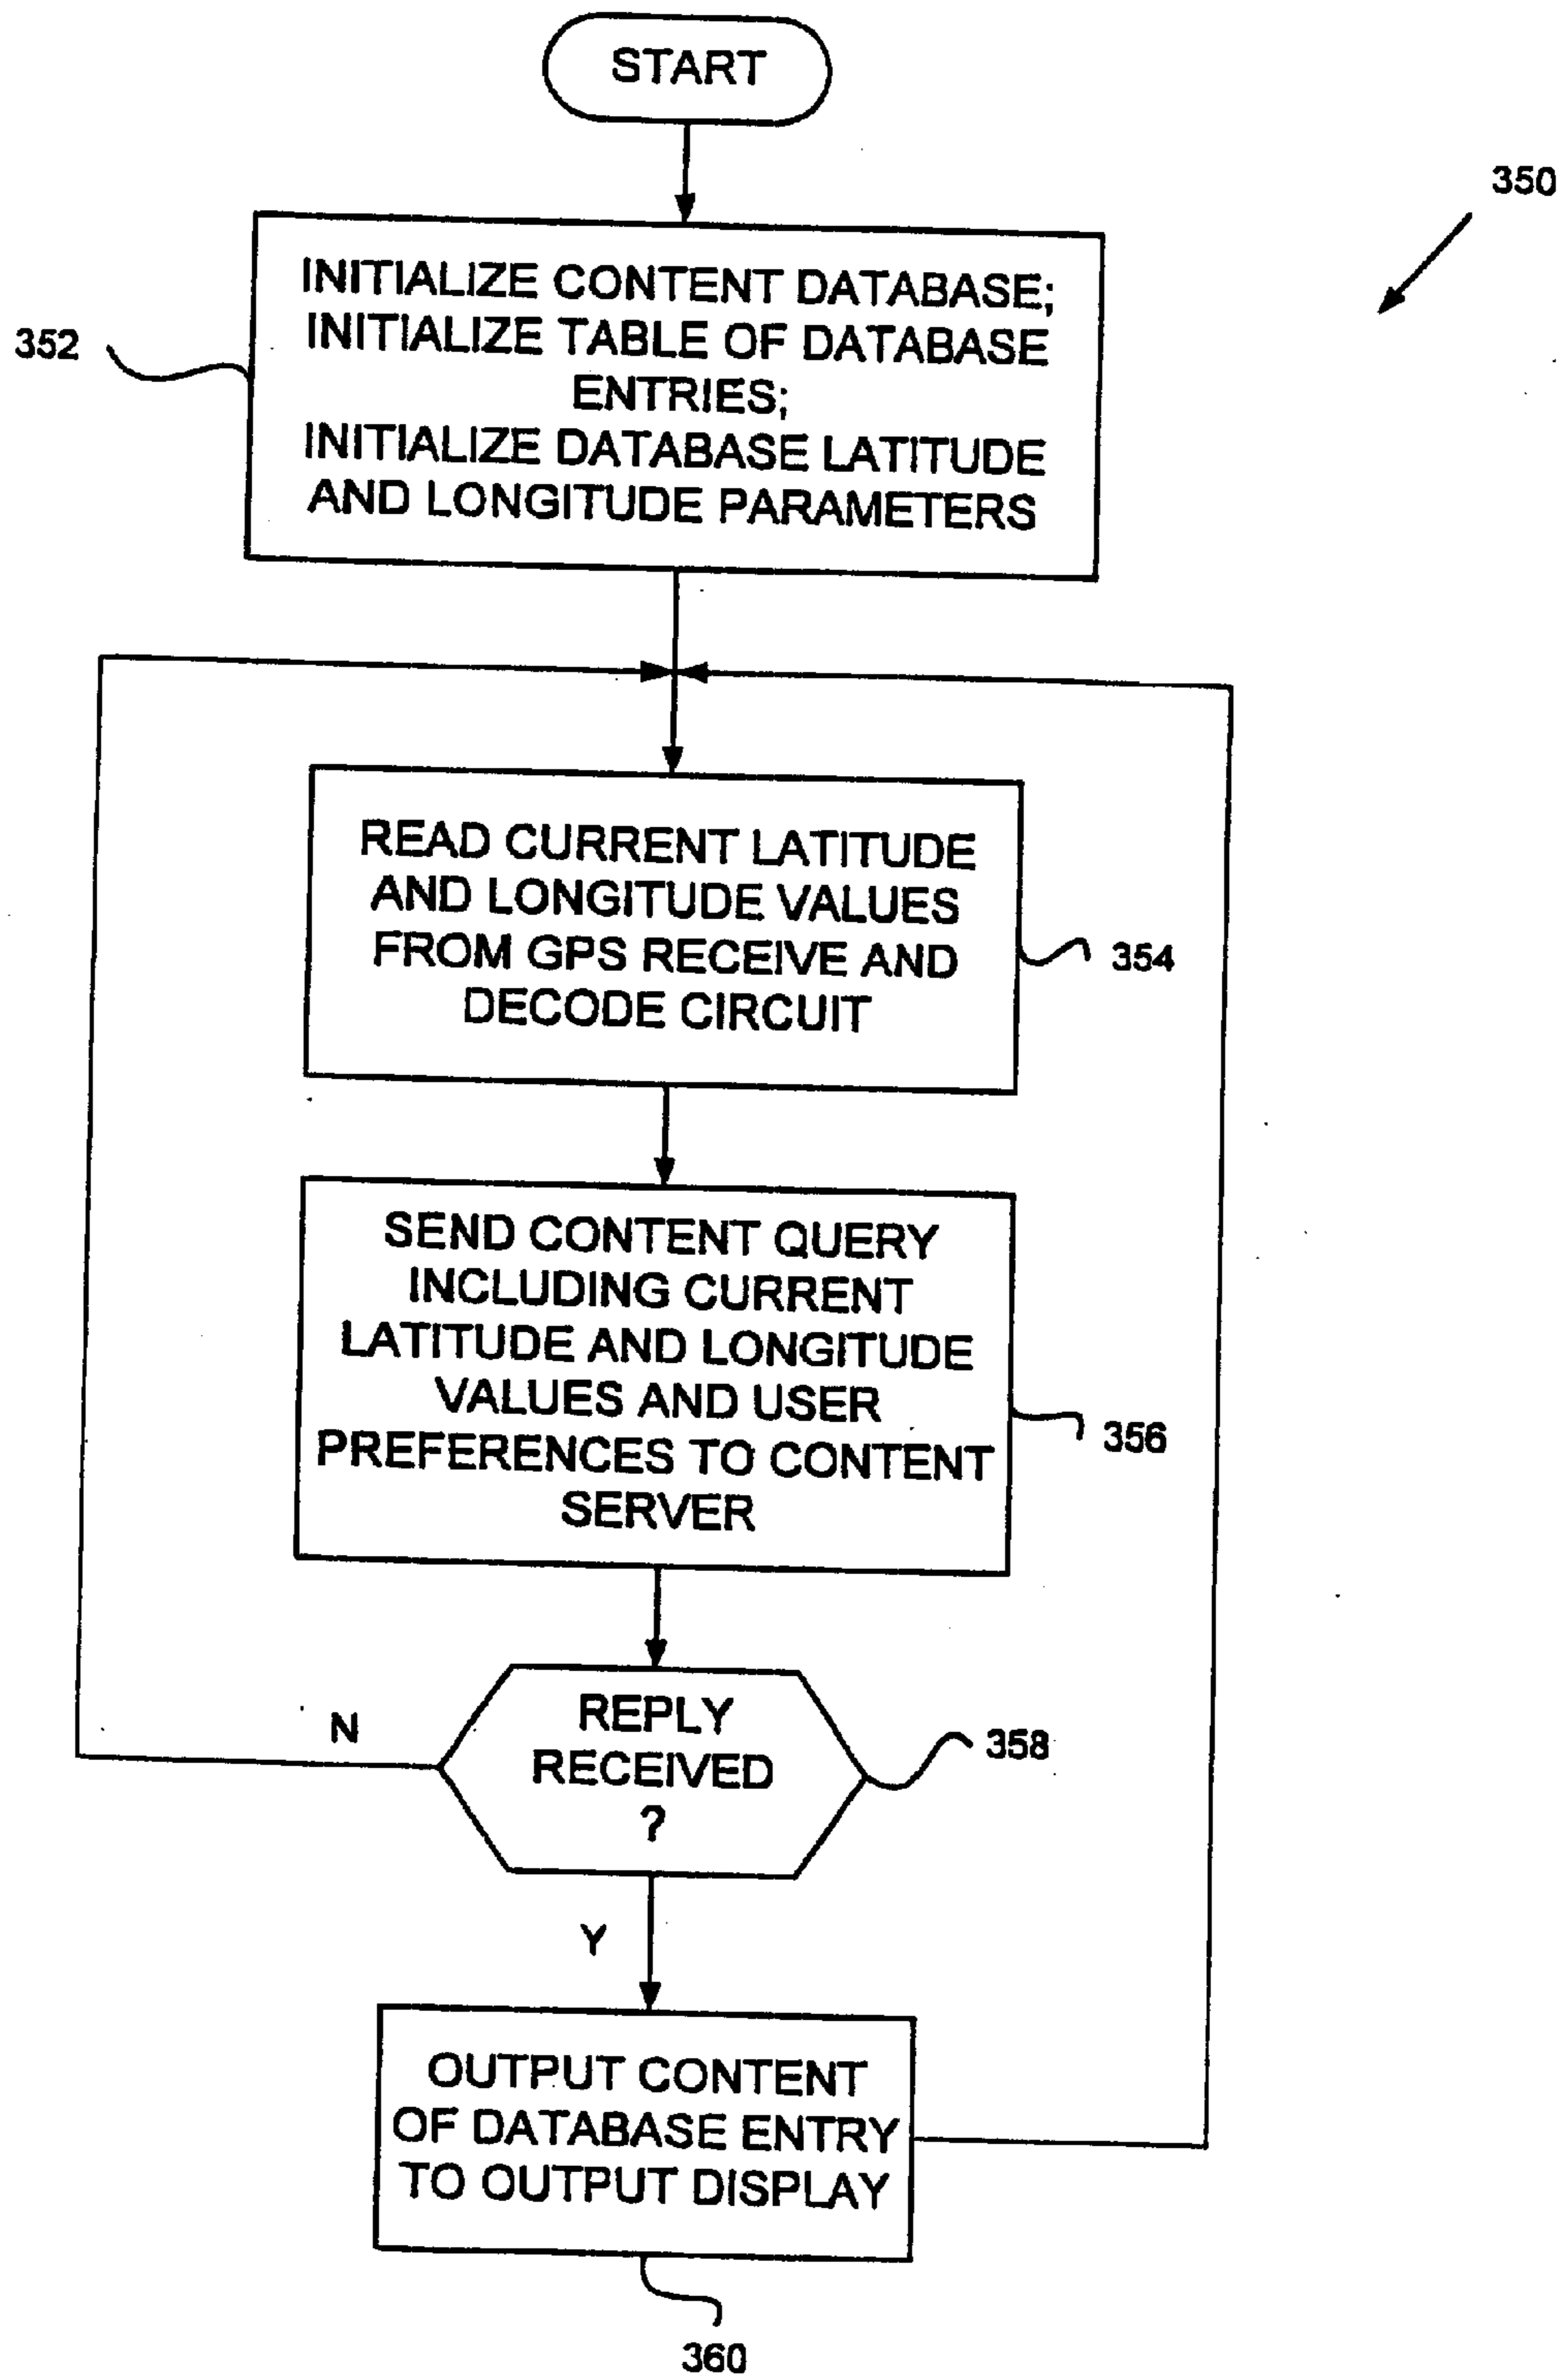 START
350
INITIALIZE CONTENT DATABASE;
INITIALIZE TABLE OF DATABASE
ENTRIES;
INITIALIZE DATABASE LATITUDE
AND LONGITUDE PARAMETERS
352
READ CURRENT LATITUDE
AND LONGITUDE VALUES
FROM GPS RECEIVE AND
DECODE CIRCUIT
354
SEND CONTENT QUERY
INCLUDING CURRENT
LATITUDE AND LONGITUDE
VALUES AND USER
PREFERENCES TO CONTENT
SERVER
356
REPLY
RECEIVED
?
358
N
Y
OUTPUT CONTENT
OF DATABASE ENTRY
TO OUTPUT DISPLAY
360